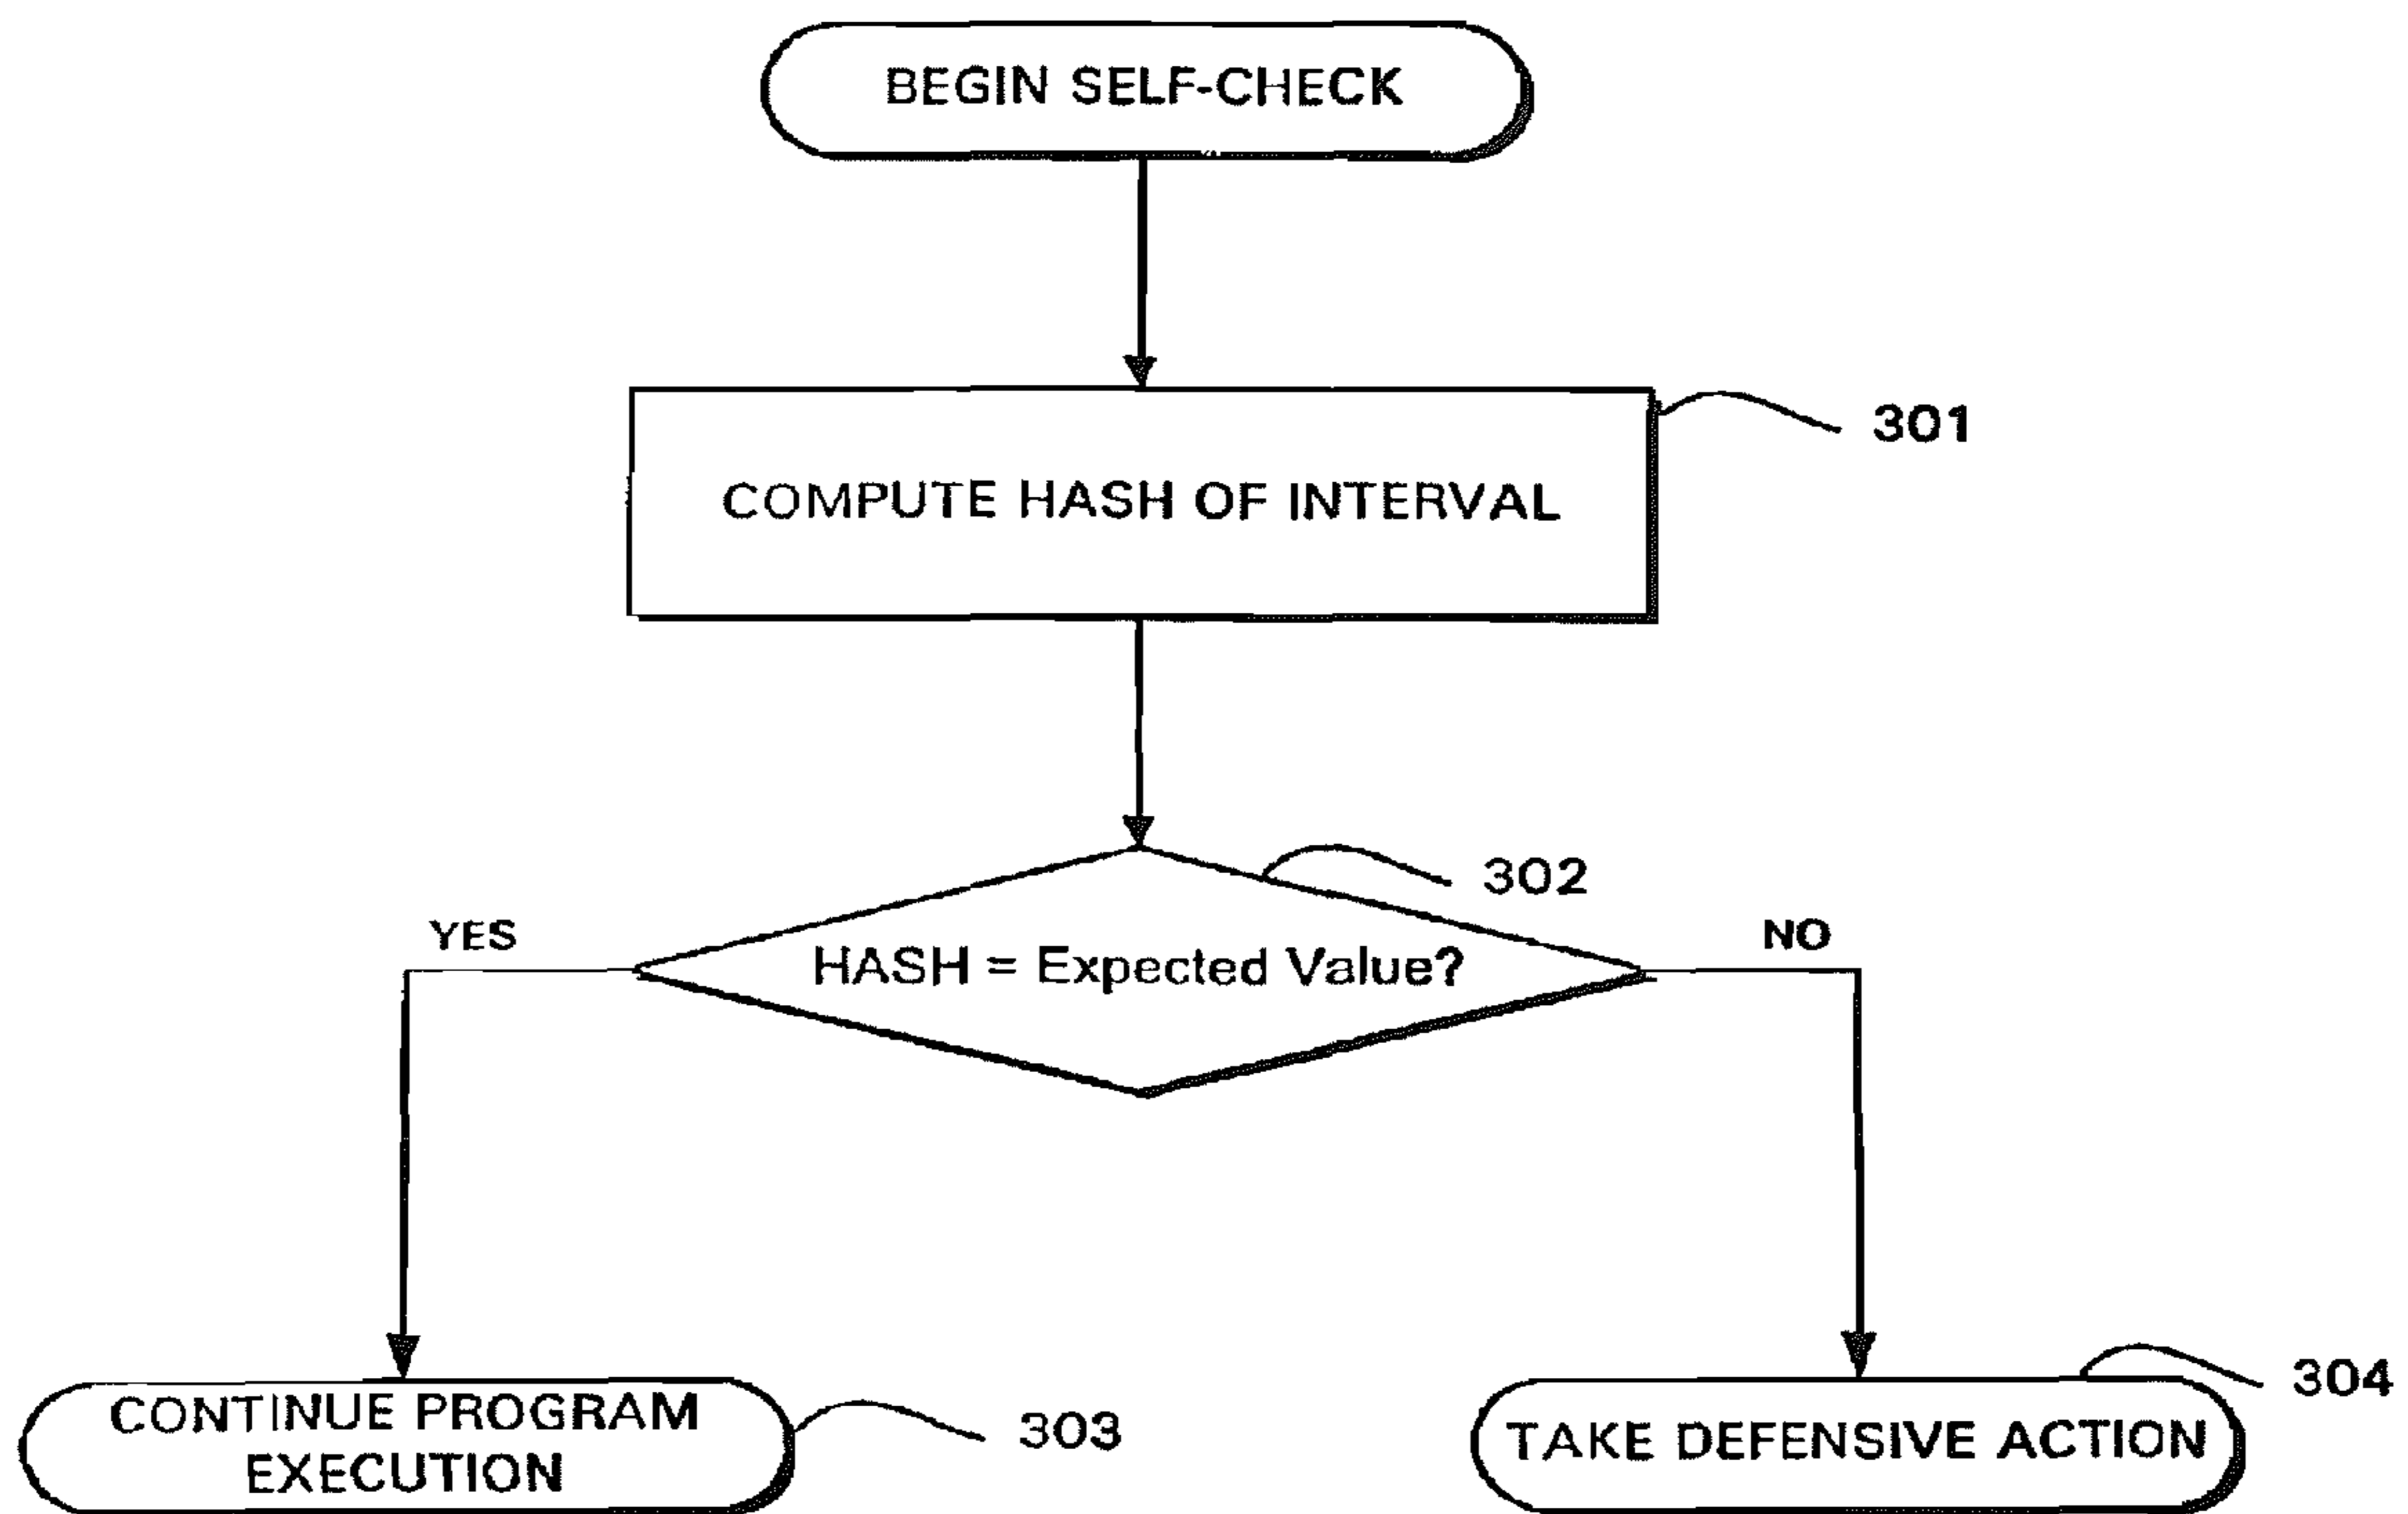 BEGIN SELF-CHECK
301
COMPUTE HASH OF INTERVAL
302
YES
NO
HASH = Expected Value?
304
CONTINUE PROGRAM
EXECUTION
303
TAKE DEFENSIVE ACTION